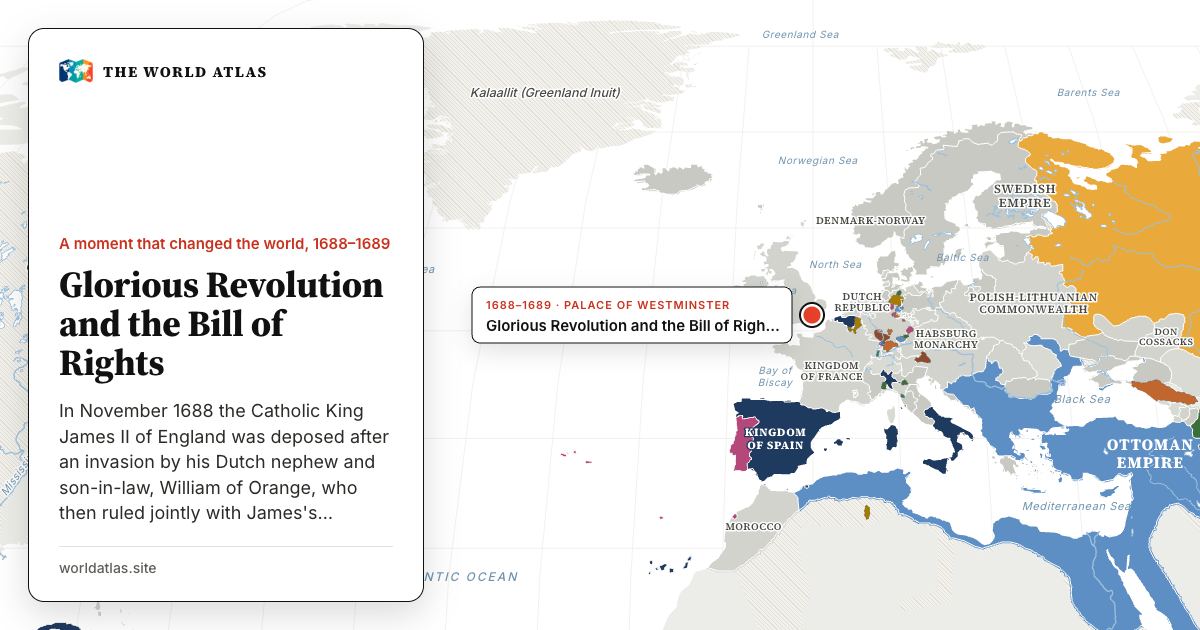 THE WORLD ATLAS
A moment that changed the world, 1688–1689
Glorious Revolution
and the Bill of
Rights
In November 1688 the Catholic King
James II of England was deposed after
an invasion by his Dutch nephew and
son-in-law, William of Orange, who
then ruled jointly with James's...
worldatlas.site
Greenland Sea
Kalaallit (Greenland Inuit)
Barents Sea
Norwegian Sea
SWEDISH
EMPIRE
DENMARK-NORWAY
North Sea
Baltic Sea
1688–1689 · PALACE OF WESTMINSTER
Glorious Revolution and the Bill of Righ...
DUTCH
REPUBLIC
POLISH-LITHUANIAN
COMMONWEALTH
HABSBURG
MONARCHY
DON
COSSACKS
KINGDOM
OF FRANCE
Bay of
Biscay
Black Sea
KINGDOM
OF SPAIN
OTTOMAN
EMPIRE
Mediterranean Sea
MOROCCO
NTIC OCEAN